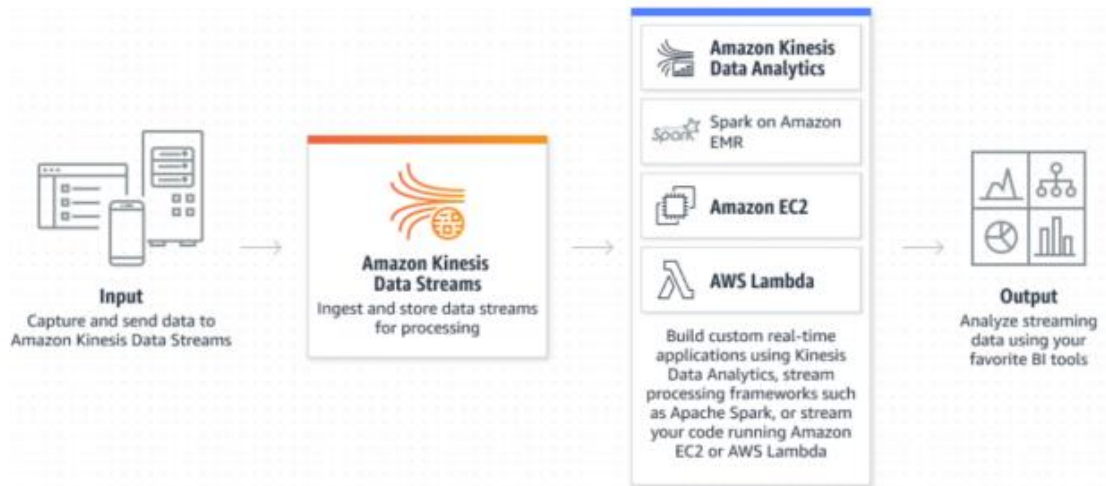 Input
Capture and send data to
Amazon Kinesis Data Streams
Amazon Kinesis
Data Streams
Ingest and store data streams
for processing
Amazon Kinesis
Data Analytics
Spark
Spark on Amazon
EMR
Amazon EC2
AWS Lambda
Build custom real-time
applications using Kinesis
Data Analytics, stream
processing frameworks such
as Apache Spark, or stream
your code running Amazon
EC2 or AWS Lambda
Output
Analyze streaming
data using your
favorite BI tools